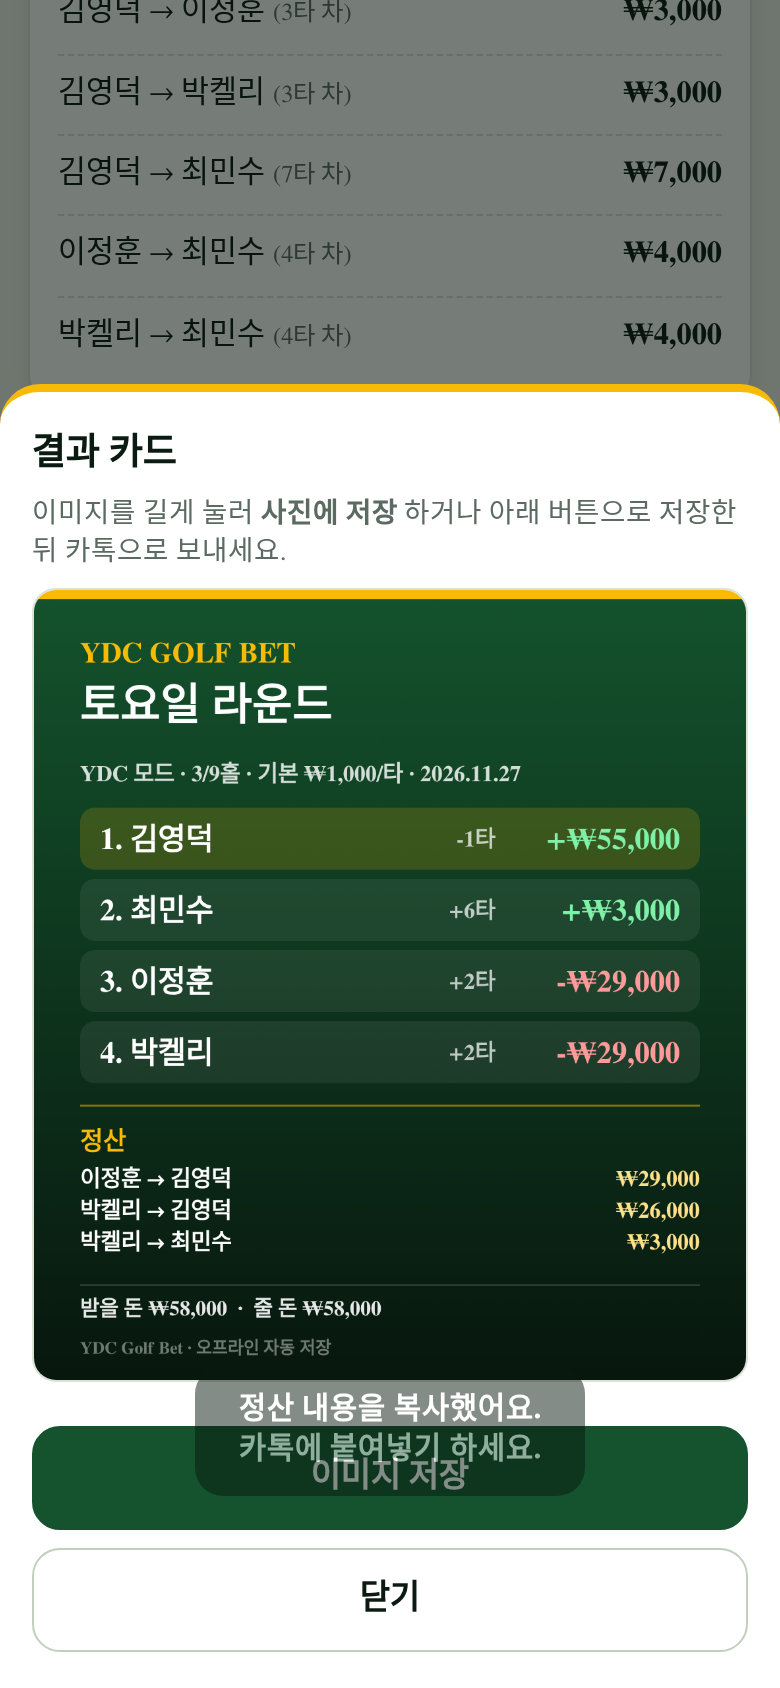 김영덕 → 이정훈 (3타 차) ₩3,000
김영덕 → 박켈리 (3타 차) ₩3,000
김영덕 → 최민수 (7타 차) ₩7,000
이정훈 → 최민수 (4타 차) ₩4,000
박켈리 → 최민수 (4타 차) ₩4,000
결과 카드
이미지를 길게 눌러 사진에 저장 하거나 아래 버튼으로 저장한
뒤 카톡으로 보내세요.
YDC GOLF BET
토요일 라운드
YDC 모드 · 3/9홀 · 기본 ₩1,000/타 · 2026.11.27
1. 김영덕 -1타 +₩55,000
2. 최민수 +6타 +₩3,000
3. 이정훈 +2타 -₩29,000
4. 박켈리 +2타 -₩29,000
정산
이정훈 → 김영덕 ₩29,000
박켈리 → 김영덕 ₩26,000
박켈리 → 최민수 ₩3,000
받을 돈 ₩58,000 · 줄 돈 ₩58,000
YDC Golf Bet · 오프라인 자동 저장
정산 내용을 복사했어요.
카톡에 붙여넣기 하세요.
이미지 저장
닫기